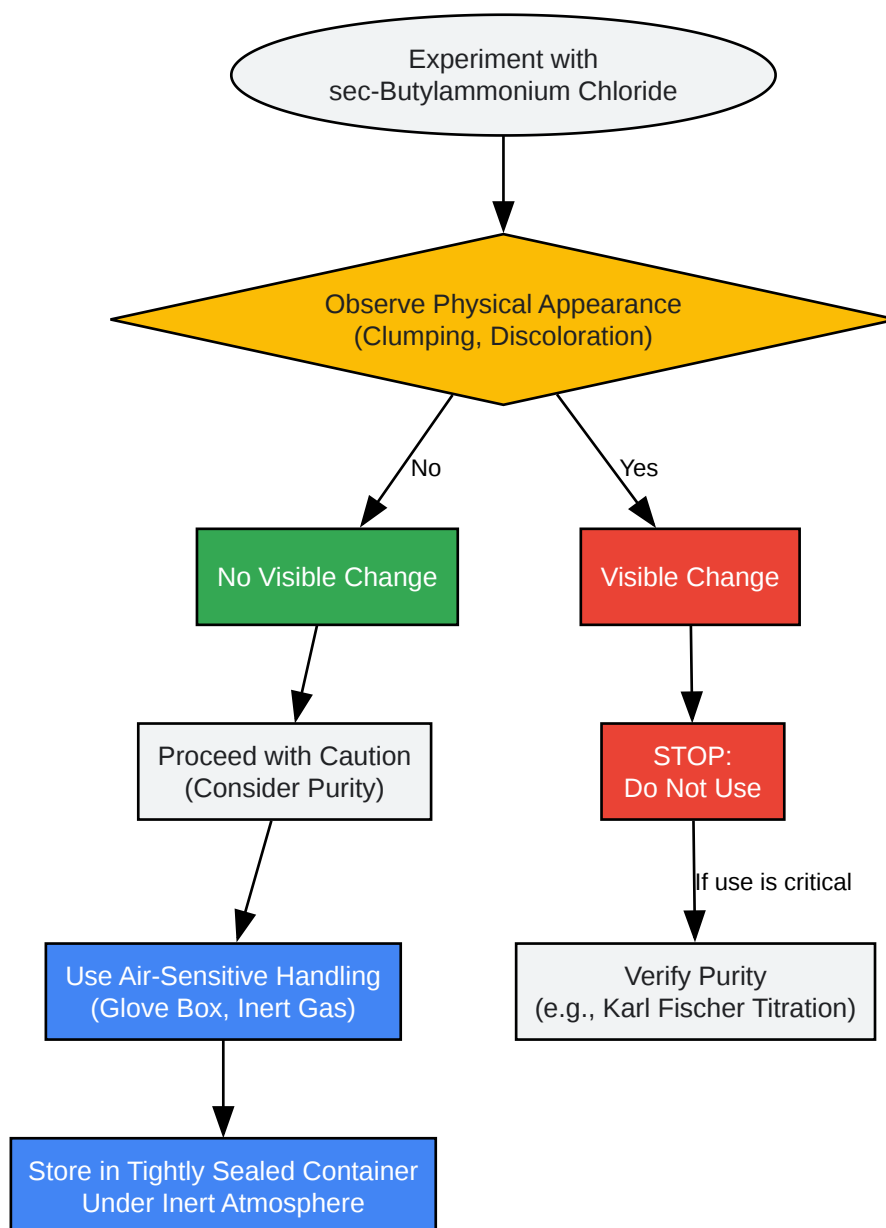 Experiment with
sec-Butylammonium Chloride
Observe Physical Appearance
(Clumping, Discoloration)
No
Yes
No Visible Change
Visible Change
Proceed with Caution
(Consider Purity)
STOP:
Do Not Use
If use is critical
Use Air-Sensitive Handling
(Glove Box, Inert Gas)
Verify Purity
(e.g., Karl Fischer Titration)
Store in Tightly Sealed Container
Under Inert Atmosphere